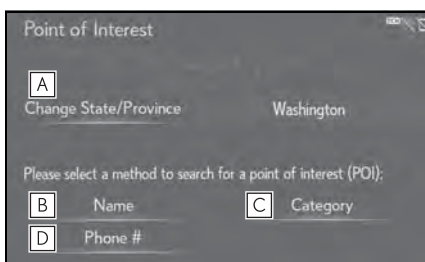 Point of Interest
A
Change State/Province Washington
Please select a method to search for a point of interest (POI):
B Name C Category
D Phone #